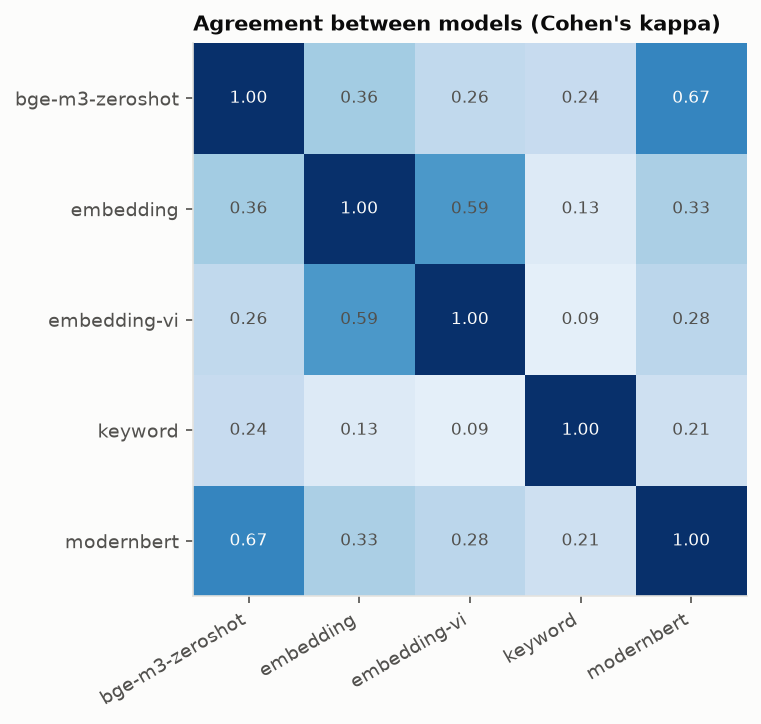 Agreement between models (Cohen's kappa)
bge-m3-zeroshot 1.00 0.36 0.26 0.24 0.67
embedding 0.36 1.00 0.59 0.13 0.33
embedding-vi 0.26 0.59 1.00 0.09 0.28
keyword 0.24 0.13 0.09 1.00 0.21
modernbert 0.67 0.33 0.28 0.21 1.00
bge-m3-zeroshot embedding embedding-vi keyword modernbert